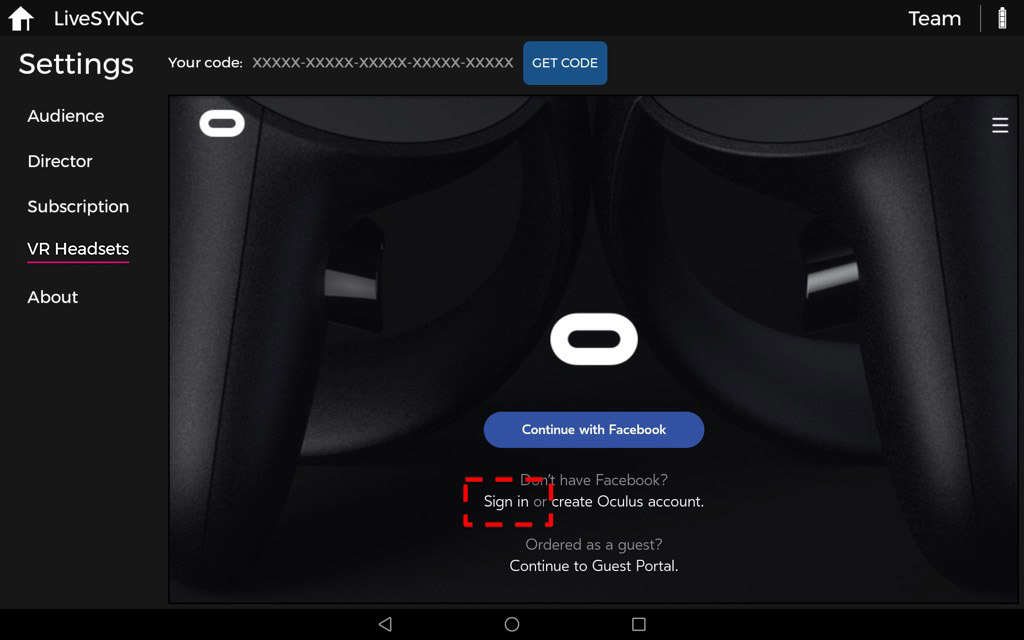 LiveSYNC
Team
Settings
Your code: XXXXX-XXXXX-XXXXX-XXXXX-XXXXX GET CODE
Audience
Director
Subscription
VR Headsets
About
Continue with Facebook
Don't have Facebook?
Sign in or create Oculus account.
Ordered as a guest?
Continue to Guest Portal.